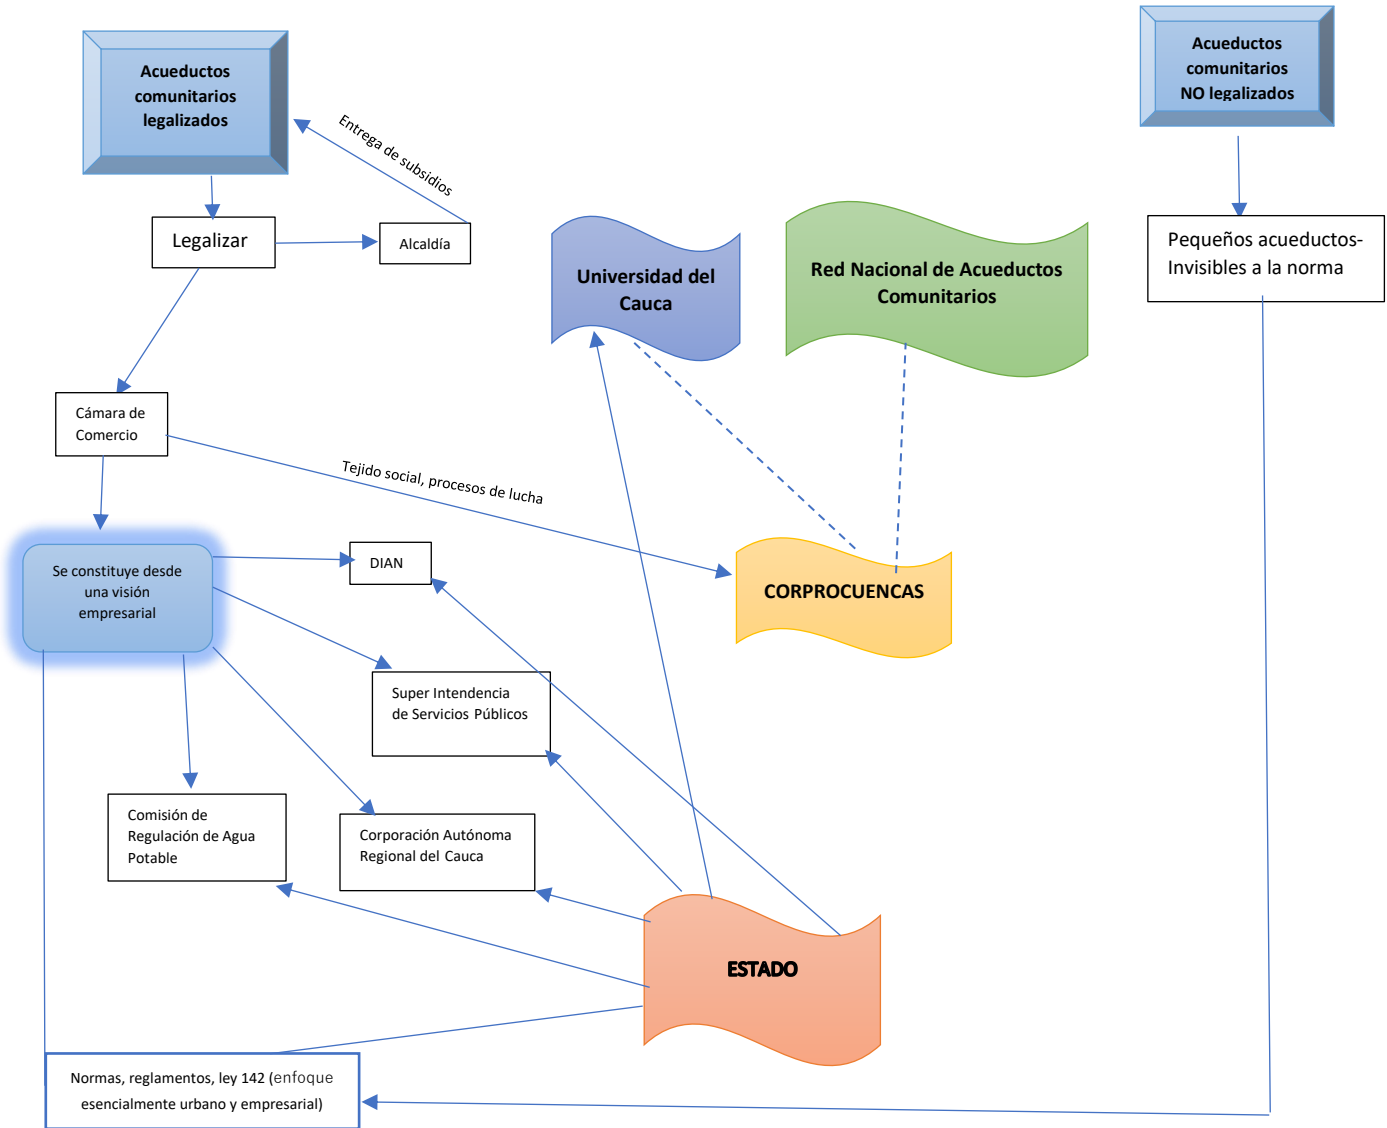 Acueductos
comunitarios
legalizados
Acueductos
comunitarios
NO legalizados
Entrega de subsidios
Legalizar
Alcaldía
Universidad del
Cauca
Red Nacional de Acueductos
Comunitarios
Pequeños acueductos-
Invisibles a la norma
Cámara de
Comercio
Tejido social, procesos de lucha
Se constituye desde
una visión
empresarial
DIAN
CORPROCUENCAS
Super Intendencia
de Servicios Públicos
Comisión de
Regulación de Agua
Potable
Corporación Autónoma
Regional del Cauca
ESTADO
Normas, reglamentos, ley 142 (enfoque
esencialmente urbano y empresarial)